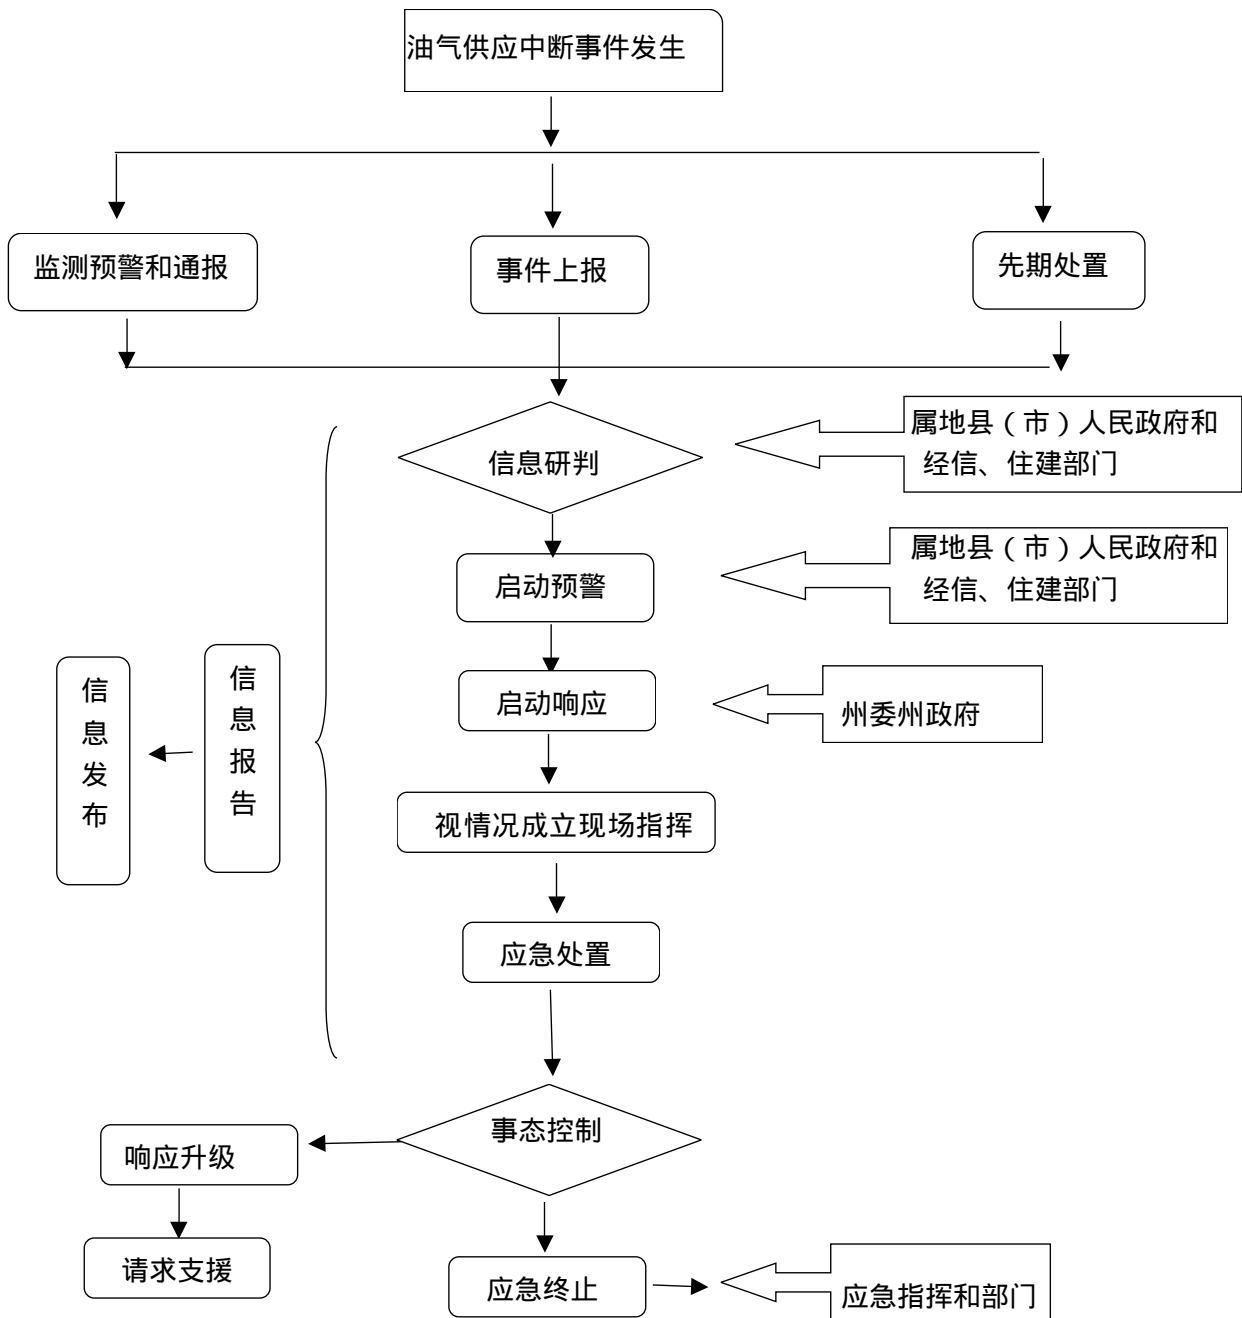 油气供应中断事件发生
监测预警和通报
事件上报
先期处置
信息研判
属地县（市）人民政府和
经信、住建部门
启动预警
属地县（市）人民政府和
经信、住建部门
信息发布
信息报告
启动响应
州委州政府
视情况成立现场指挥
应急处置
事态控制
响应升级
请求支援
应急终止
应急指挥和部门